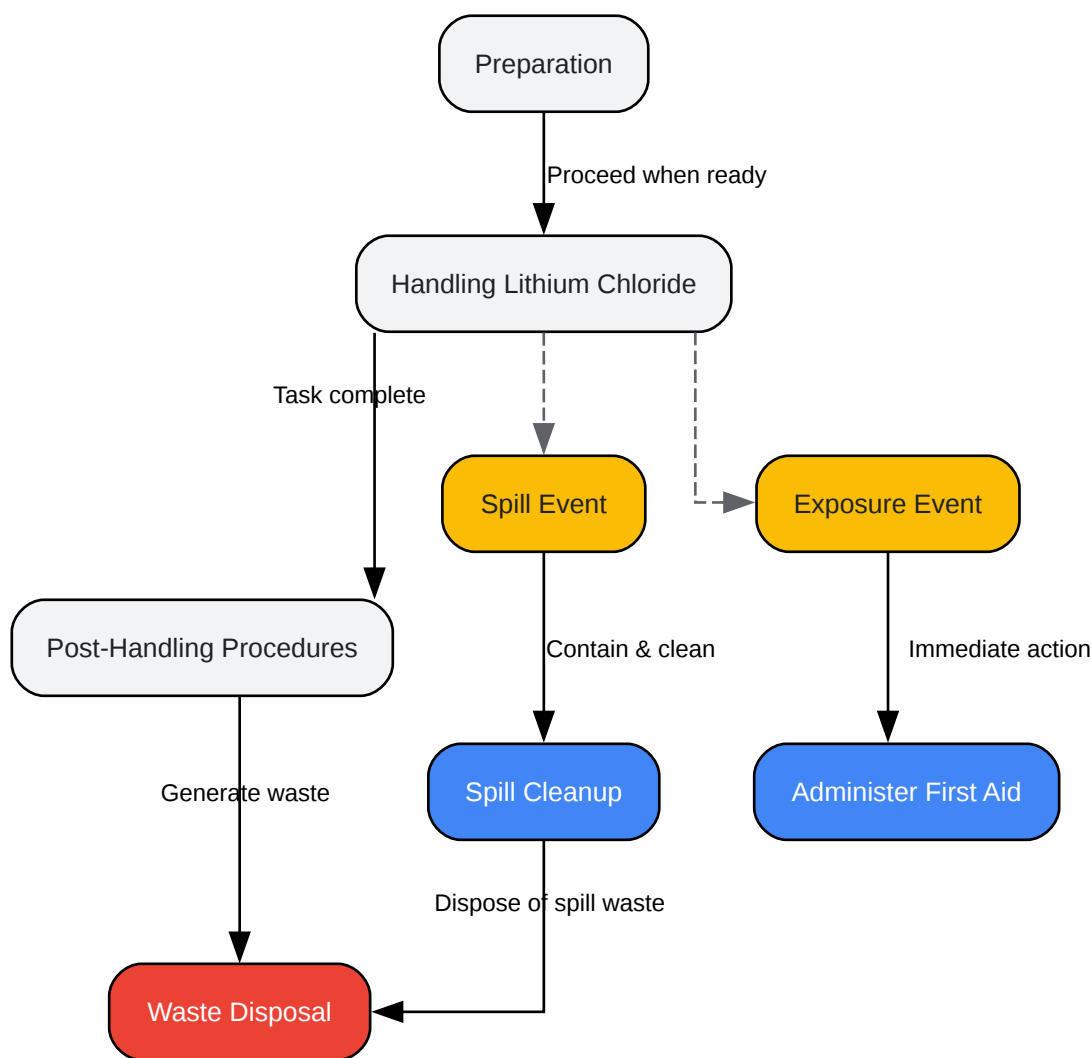 Preparation
Proceed when ready
Handling Lithium Chloride
Task complete
Spill Event
Exposure Event
Post-Handling Procedures
Contain & clean
Immediate action
Generate waste
Spill Cleanup
Administer First Aid
Dispose of spill waste
Waste Disposal